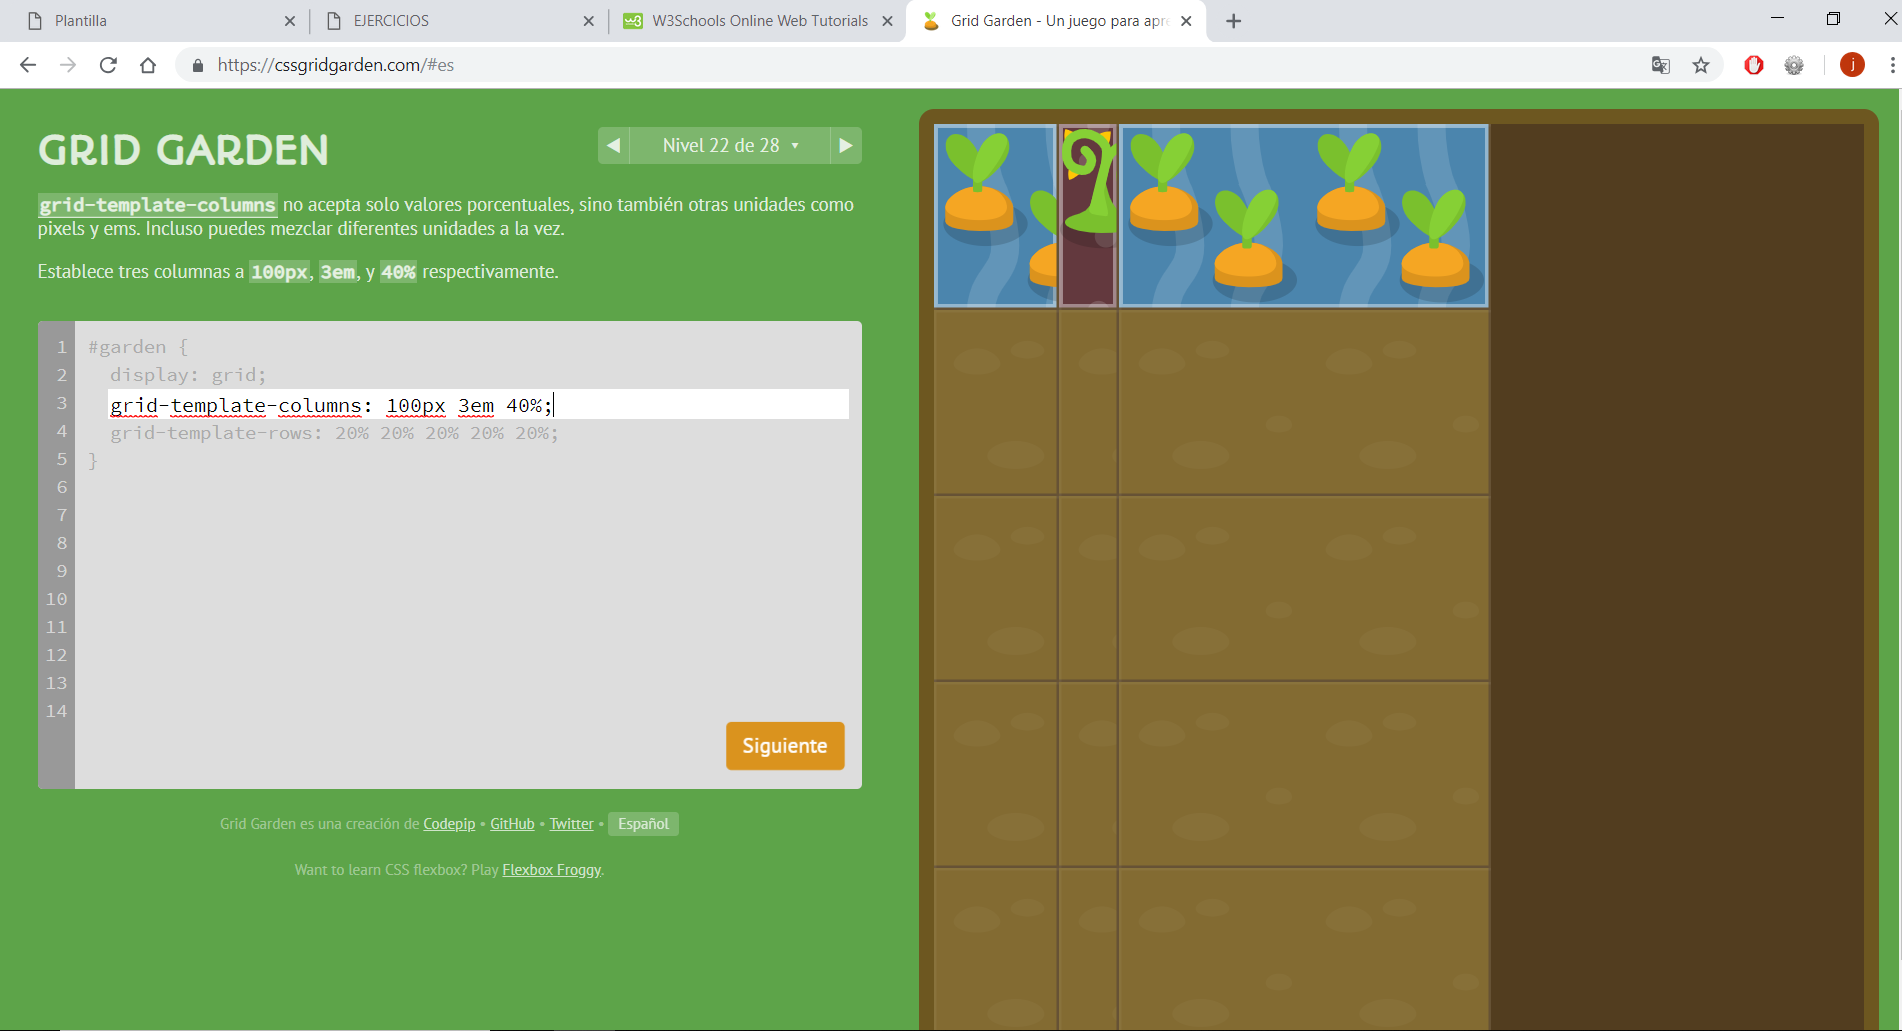 Plantilla
EJERCICIOS
W3Schools Online Web Tutorials
Grid Garden - Un juego para apre
https://cssgridgarden.com/#es
j
GRID GARDEN
Nivel 22 de 28
grid-template-columns no acepta solo valores porcentuales, sino también otras unidades como
pixels y ems. Incluso puedes mezclar diferentes unidades a la vez.
Establece tres columnas a 100px, 3em, y 40% respectivamente.
1 #garden {
2 display: grid;
3 grid-template-columns: 100px 3em 40%;
4 grid-template-rows: 20% 20% 20% 20% 20%;
5 }
6
7
8
9
10
11
12
13
14
Siguiente
Grid Garden es una creación de Codepip • GitHub • Twitter • Español
Want to learn CSS flexbox? Play Flexbox Froggy.